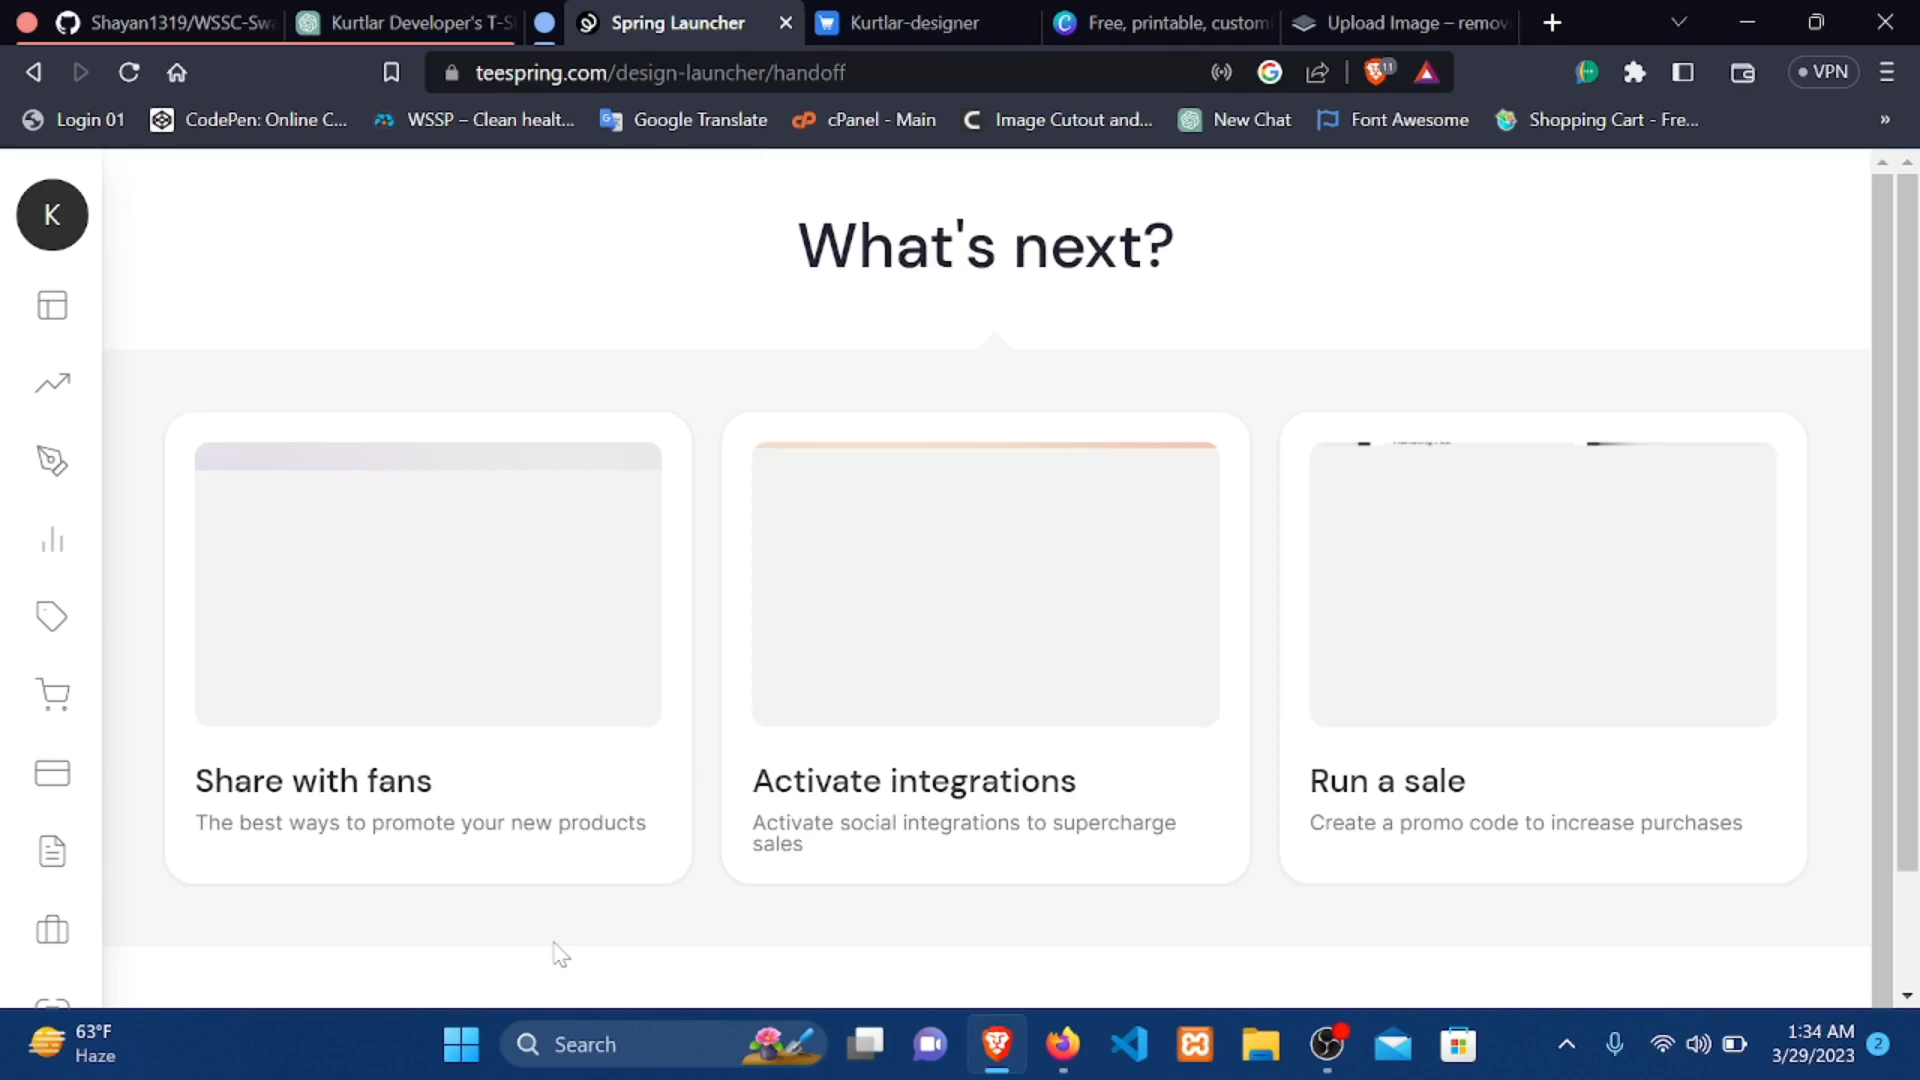 Shayan1319/WSSC-Swa
Kurtlar Developer's T-S
Spring Launcher
Kurtlar-designer
Free, printable, customi
Upload Image – remov
teespring.com/design-launcher/handoff
11
VPN
Login 01
CodePen: Online C...
WSSP – Clean healt...
Google Translate
cPanel - Main
Image Cutout and...
New Chat
Font Awesome
Shopping Cart - Fre...
»
K
What's next?
Share with fans
The best ways to promote your new products
Activate integrations
Activate social integrations to supercharge
sales
Run a sale
Create a promo code to increase purchases
63°F
Haze
Search
1:34 AM
3/29/2023
2